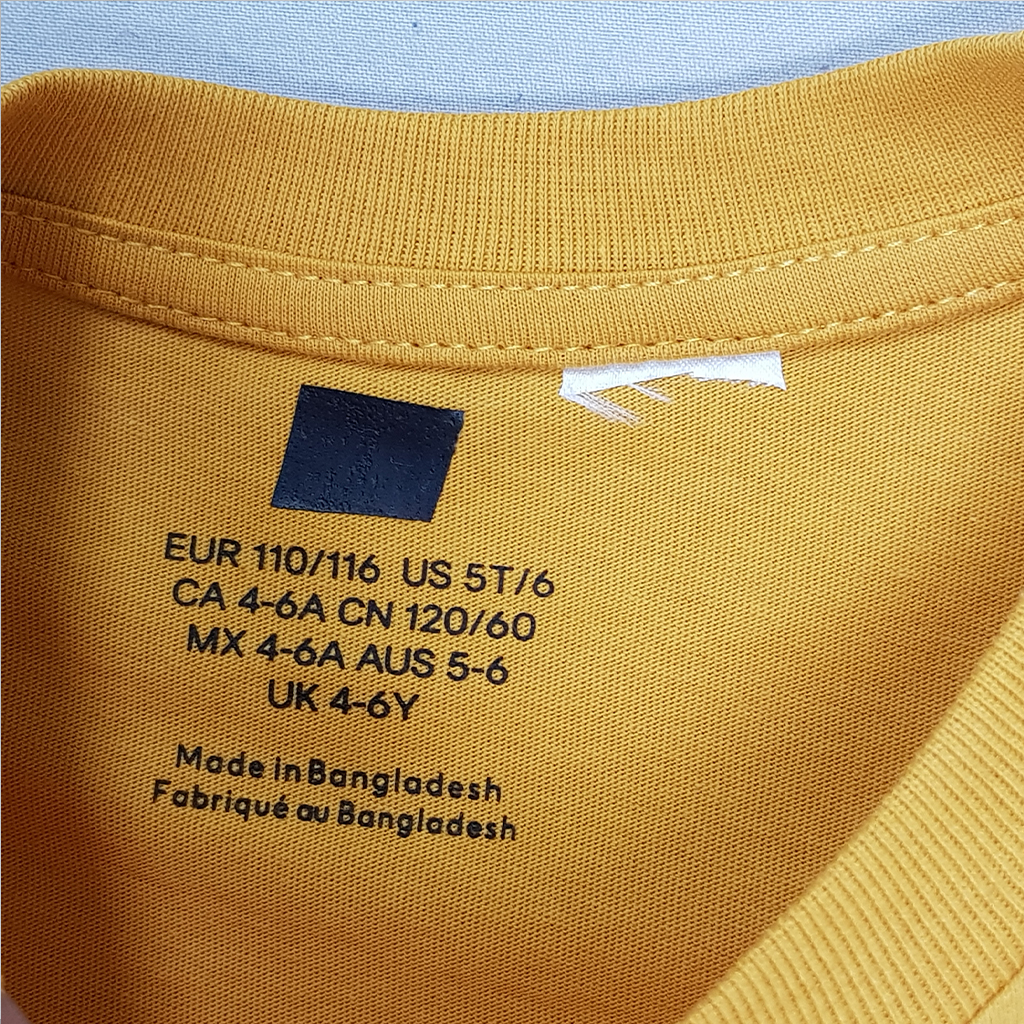 EUR 110/116 US 5T/6
CA 4-6A CN 120/60
MX 4-6A AUS 5-6
UK 4-6Y
Made in Bangladesh
Fabriqué au Bangladesh